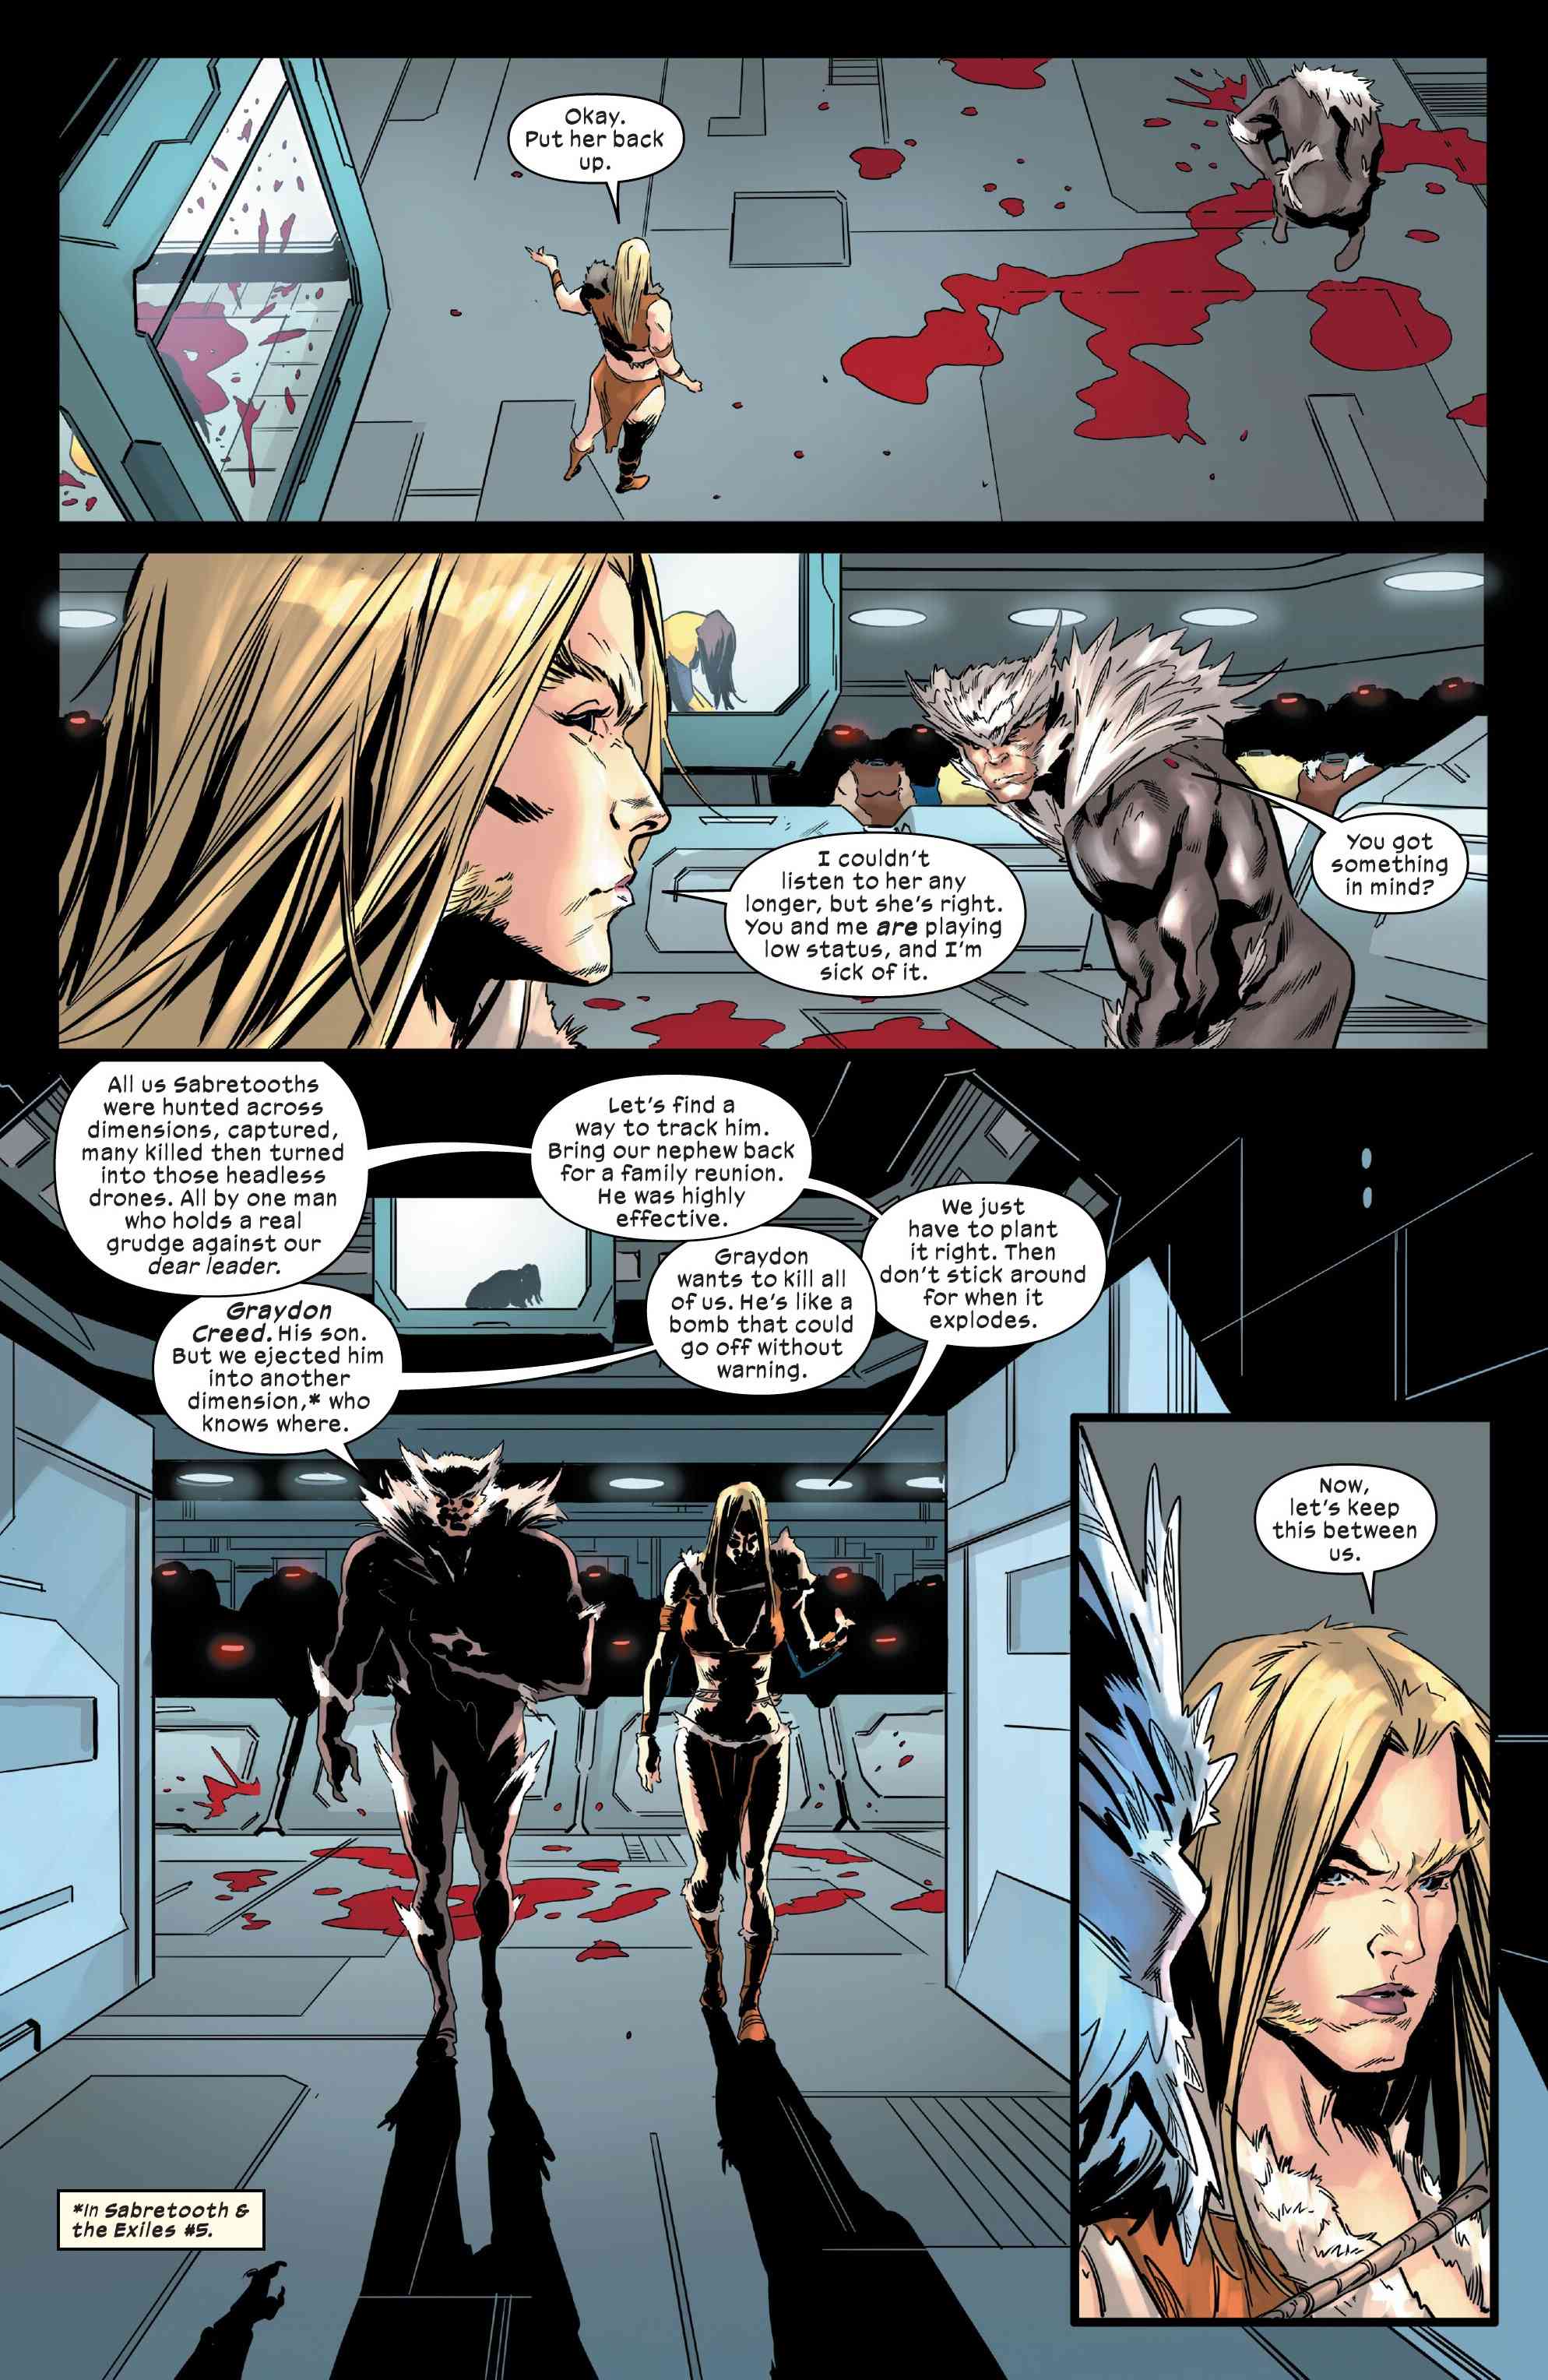 Okay.
Put her back
up.
I couldn't
listen to her any
longer, but she's right.
You and me are playing
low status, and I'm
sick of it.
You got
something
in mind?
All us Sabretooths
were hunted across
dimensions, captured,
many killed then turned
into those headless
drones. All by one man
who holds a real
grudge against our
dear leader.
Graydon
Creed. His son.
But we ejected him
into another
dimension,* who
knows where.
Let's find a
way to track him.
Bring our nephew back
for a family reunion.
He was highly
effective.
Graydon
wants to kill all
of us. He's like a
bomb that could
go off without
warning.
We just
have to plant
it right. Then
don't stick around
for when it
explodes.
Now,
let's keep
this between
us.
*In Sabretooth &
the Exiles #5.